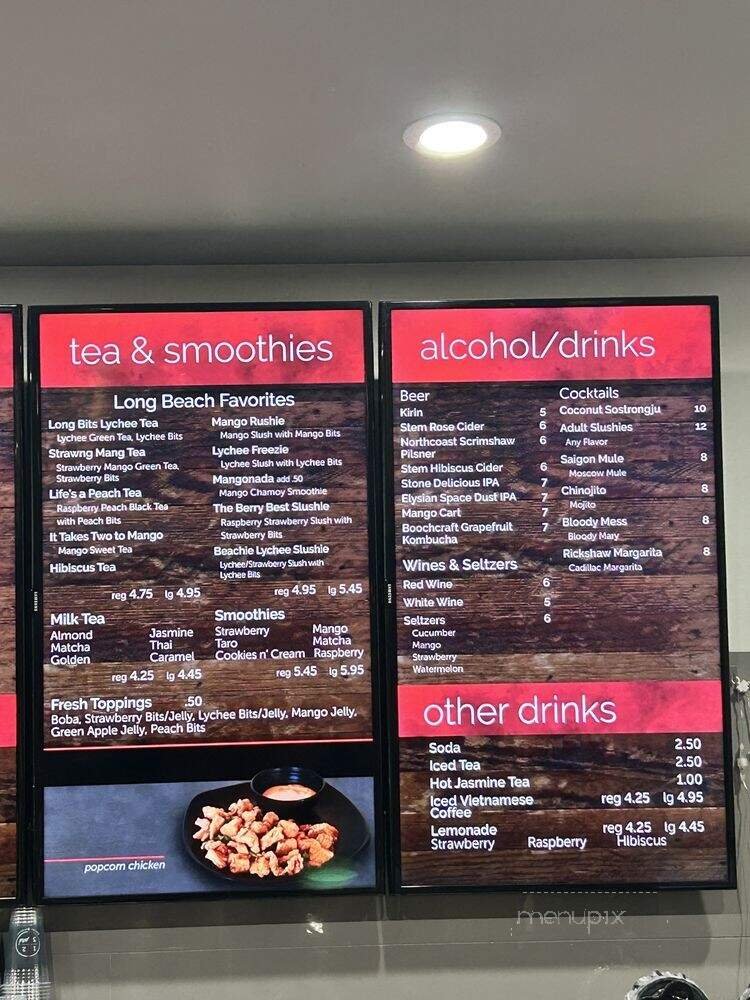 tea & smoothies
Long Beach Favorites
Long Bits Lychee Tea
Lychee Green Tea, Lychee Bits
Strawng Mang Tea
Strawberry Mango Green Tea,
Strawberry Bits
Life's a Peach Tea
Raspberry Peach Black Tea
with Peach Bits
It Takes Two to Mango
Mango Sweet Tea
Hibiscus Tea
reg 4.75 lg 4.95
Mango Rushie
Mango Slush with Mango Bits
Lychee Freezie
Lychee Slush with Lychee Bits
Mangonada add .50
Mango Chamoy Smoothie
The Berry Best Slushie
Raspberry Strawberry Slush with
Strawberry Bits
Beachie Lychee Slushie
Lychee/Strawberry Slush with
Lychee Bits
reg 4.95 lg 5.45
Milk Tea
Almond Jasmine
Matcha Thai
Golden Caramel
reg 4.25 lg 4.45
Smoothies
Strawberry Mango
Taro Matcha
Cookies n' Cream Raspberry
reg 5.45 lg 5.95
Fresh Toppings .50
Boba, Strawberry Bits/Jelly, Lychee Bits/Jelly, Mango Jelly,
Green Apple Jelly, Peach Bits
popcorn chicken
alcohol/drinks
Beer
Kirin 5
Stem Rose Cider 6
Northcoast Scrimshaw 6
Pilsner
Stem Hibiscus Cider 6
Stone Delicious IPA 7
Elysian Space Dust IPA 7
Mango Cart 7
Boochcraft Grapefruit 7
Kombucha
Wines & Seltzers
Red Wine 6
White Wine 5
Seltzers 6
Cucumber
Mango
Strawberry
Watermelon
Cocktails
Coconut Sostrongju 10
Adult Slushies 12
Any Flavor
Saigon Mule 8
Moscow Mule
Chinojito 8
Mojito
Bloody Mess 8
Bloody Mary
Rickshaw Margarita 8
Cadillac Margarita
other drinks
Soda 2.50
Iced Tea 2.50
Hot Jasmine Tea 1.00
Iced Vietnamese reg 4.25 lg 4.95
Coffee
Lemonade reg 4.25 lg 4.45
Strawberry Raspberry Hibiscus
menupix